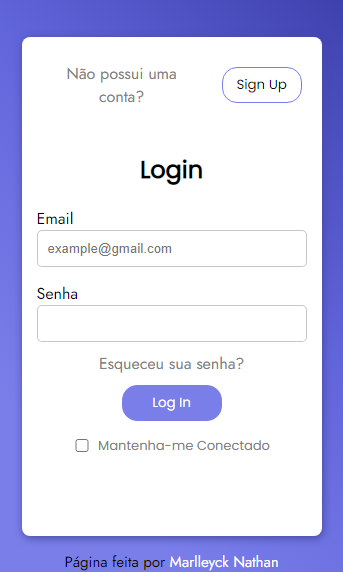 Não possui uma
conta?
Sign Up
Login
Email
example@gmail.com
Senha
Esqueceu sua senha?
Log In
Mantenha-me Conectado
Página feita por Marlleyck Nathan